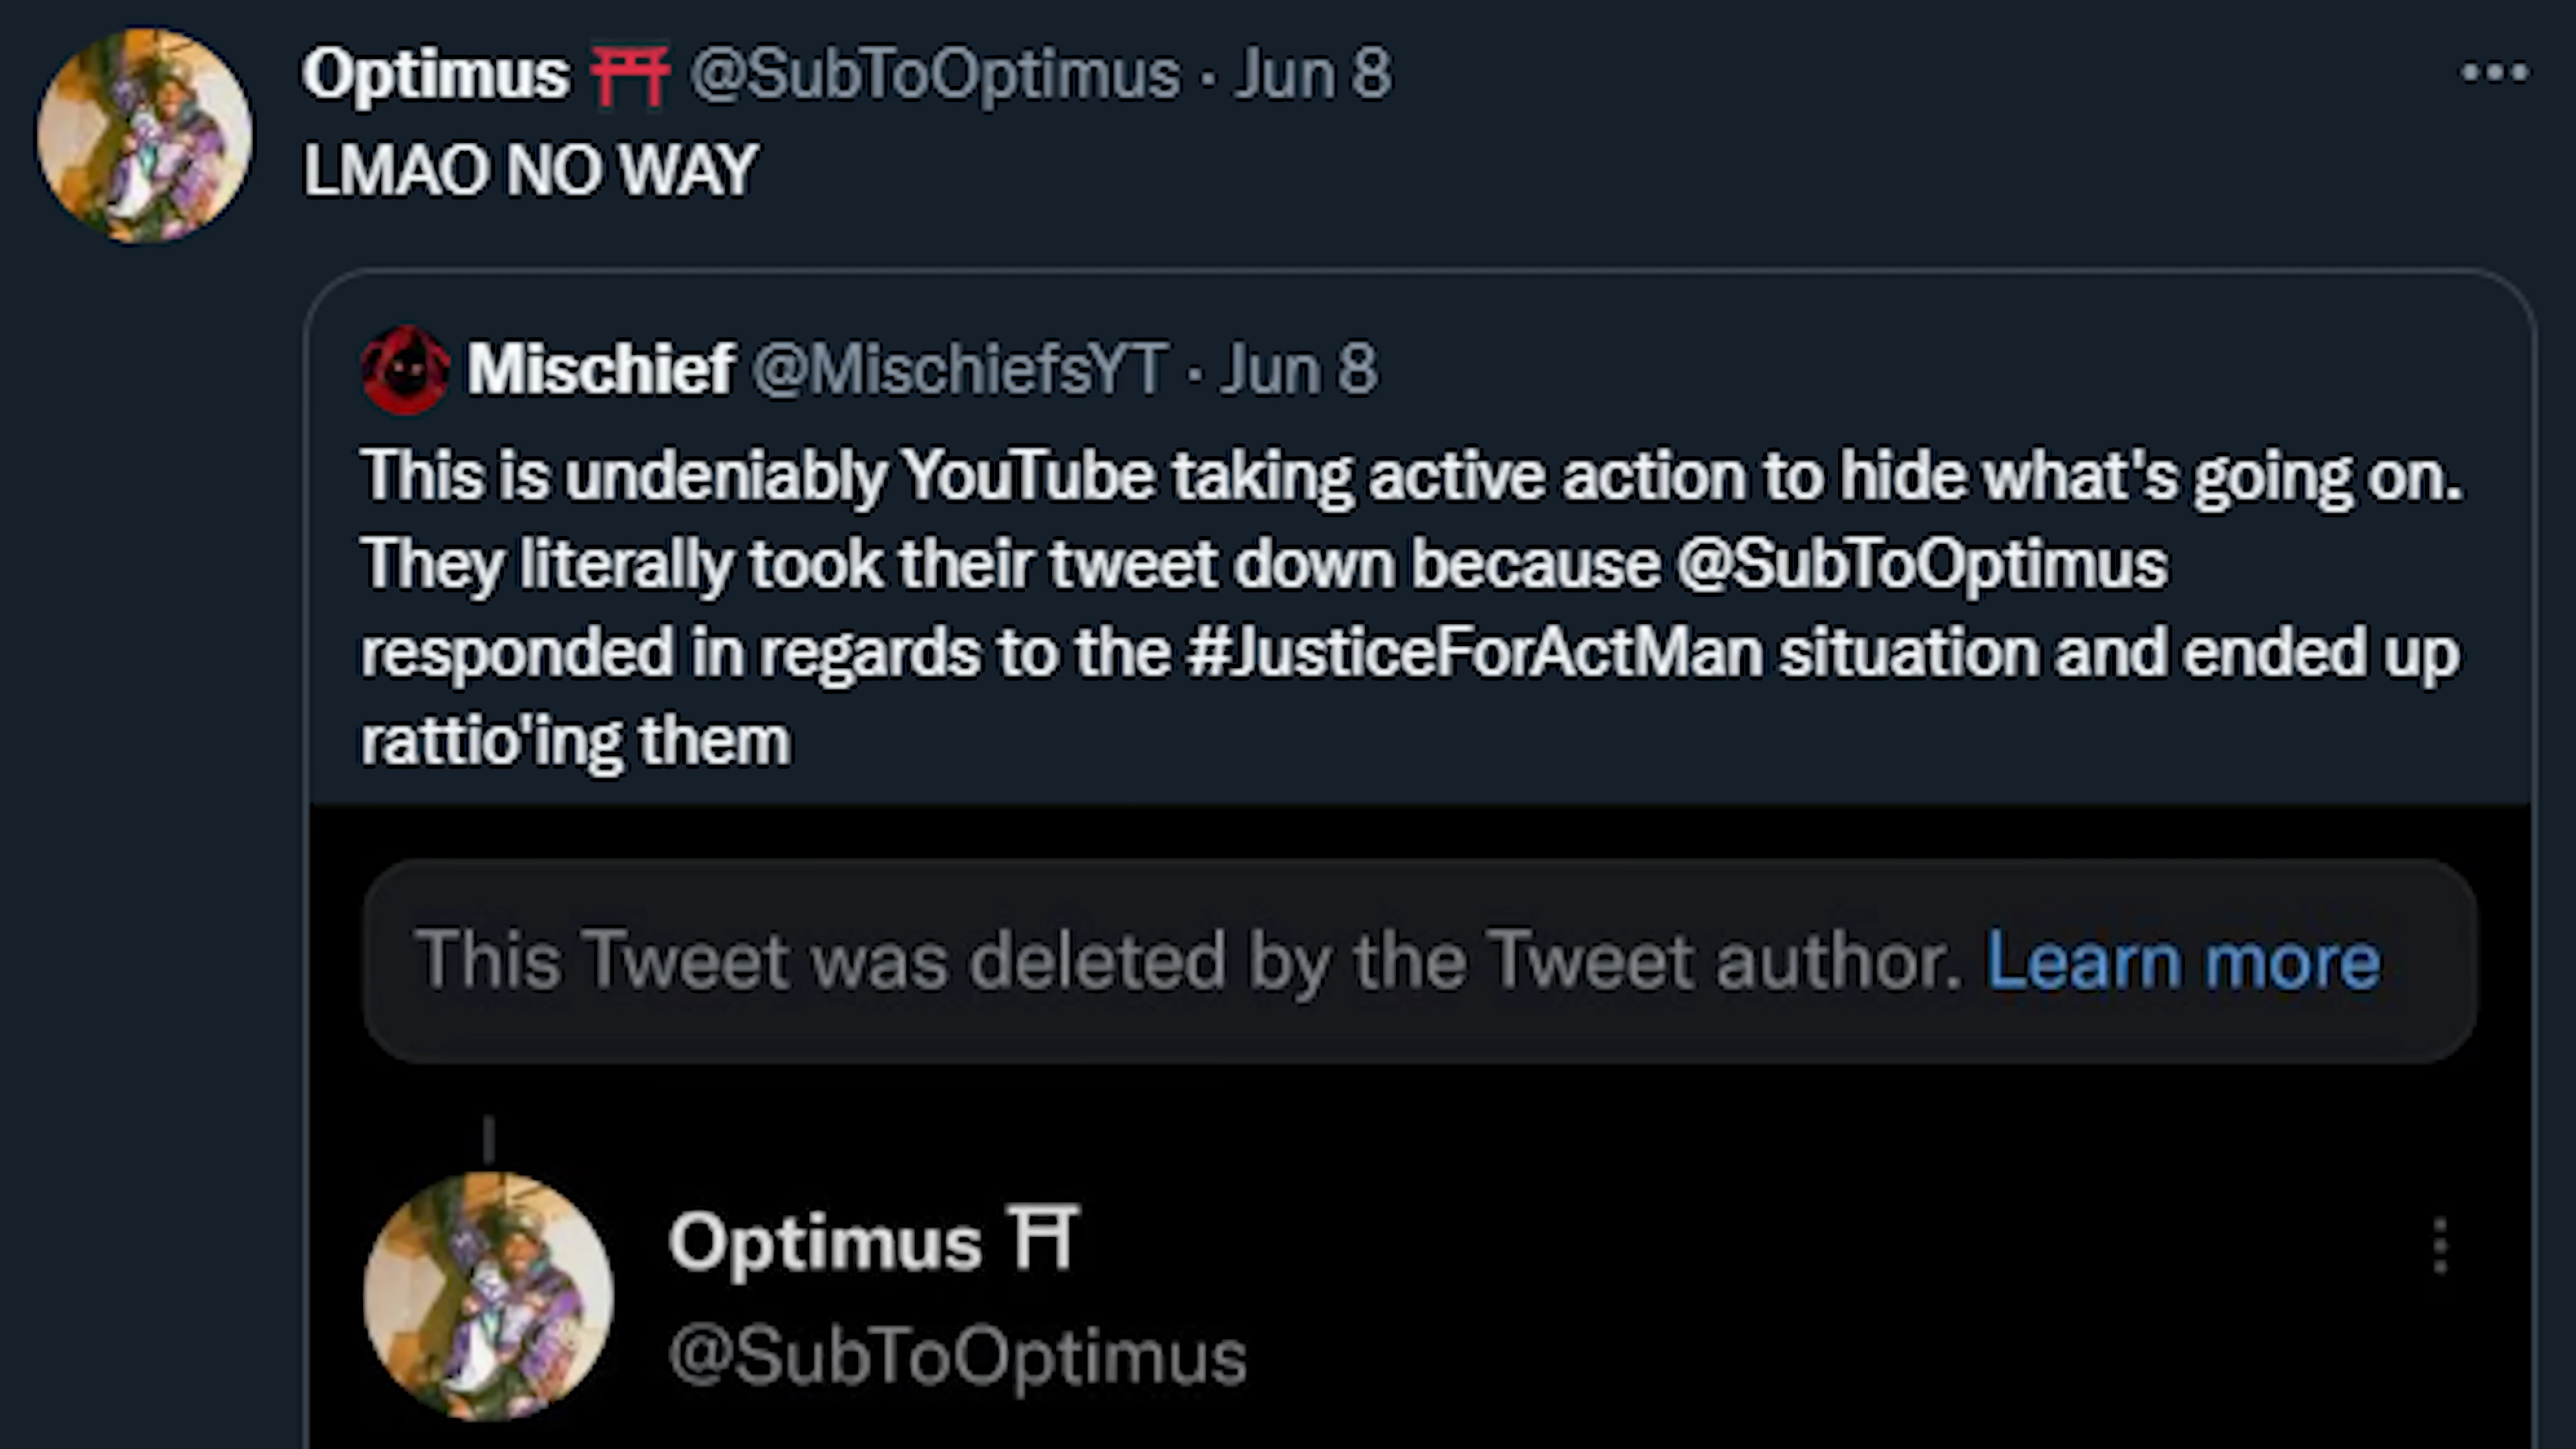 Optimus ⛩ @SubToOptimus · Jun 8
LMAO NO WAY
Mischief @MischiefsYT · Jun 8
This is undeniably YouTube taking active action to hide what's going on.
They literally took their tweet down because @SubToOptimus
responded in regards to the #JusticeForActMan situation and ended up
rattio'ing them
This Tweet was deleted by the Tweet author. Learn more
Optimus ⛩
@SubToOptimus